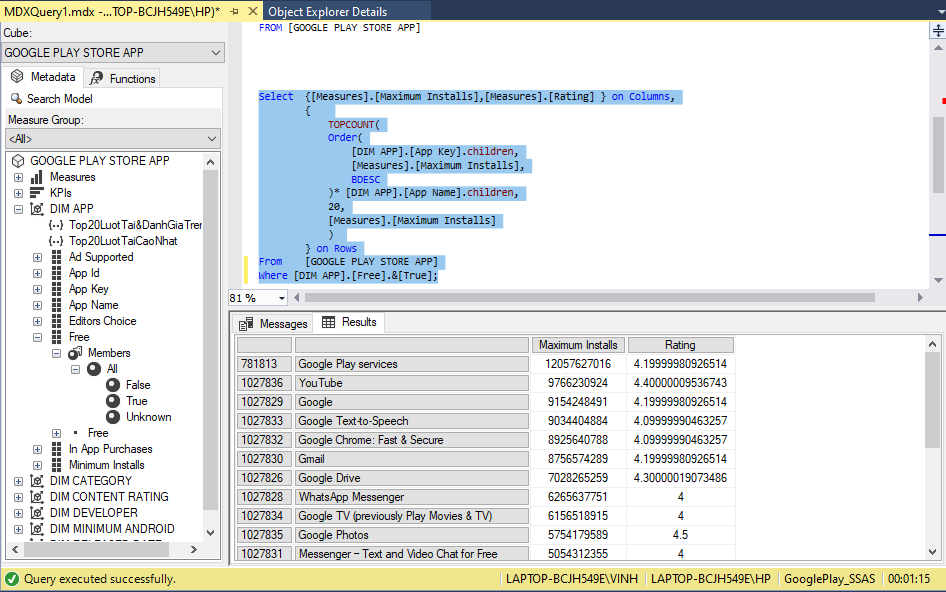 MDXQuery1.mdx -...TOP-BCJH549E\HP)*
Object Explorer Details
Cube:
GOOGLE PLAY STORE APP
Metadata
Functions
Search Model
Measure Group:
<All>
GOOGLE PLAY STORE APP
Measures
KPIs
DIM APP
Top20LuotTai&DanhGiaTrer
Top20LuotTaiCaoNhat
Ad Supported
App Id
App Key
App Name
Editors Choice
Free
Members
All
False
True
Unknown
Free
In App Purchases
Minimum Installs
DIM CATEGORY
DIM CONTENT RATING
DIM DEVELOPER
DIM MINIMUM ANDROID
FROM [GOOGLE PLAY STORE APP]
Select {[Measures].[Maximum Installs],[Measures].[Rating] } on Columns,
{
TOPCOUNT(
Order(
[DIM APP].[App Key].children,
[Measures].[Maximum Installs],
BDESC
)* [DIM APP].[App Name].children,
20,
[Measures].[Maximum Installs]
)
} on Rows
From [GOOGLE PLAY STORE APP]
Where [DIM APP].[Free].&[True];
81 %
Messages
Results
Maximum Installs Rating
781813 Google Play services 12057627016 4.19999980926514
1027836 YouTube 9766230924 4.40000009536743
1027829 Google 9154248491 4.19999980926514
1027833 Google Text-to-Speech 9034404884 4.09999990463257
1027832 Google Chrome: Fast & Secure 8925640788 4.09999990463257
1027830 Gmail 8756574289 4.19999980926514
1027826 Google Drive 7028265259 4.30000019073486
1027828 WhatsApp Messenger 6265637751 4
1027834 Google TV (previously Play Movies & TV) 6156518915 4
1027835 Google Photos 5754179589 4.5
1027831 Messenger – Text and Video Chat for Free 5054312355 4
Query executed successfully.
LAPTOP-BCJH549E\VINH
LAPTOP-BCJH549E\HP
GooglePlay_SSAS
00:01:15